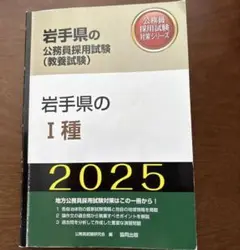 岩手県の
公務員採用試験
(教養試験)
公務員
採用試験
対策シリーズ
岩手県の
Ⅰ種
2025
地方公務員採用試験対策はこの一冊から！
公務員試験研究会 編
協同出版